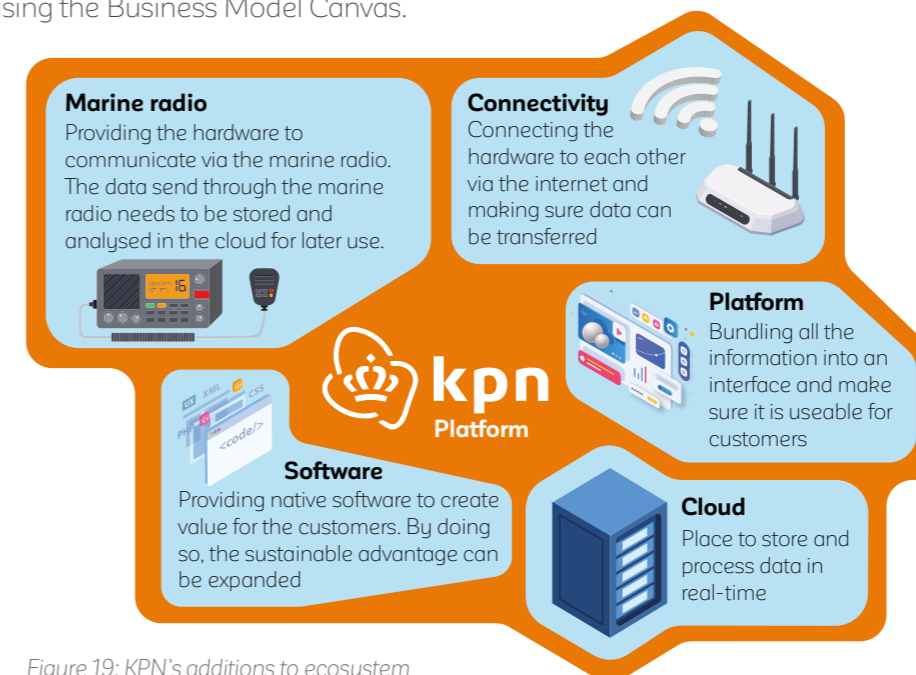 ising the Business Model Canvas.
Marine radio
Providing the hardware to
communicate via the marine radio.
The data send through the marine
radio needs to be stored and
analysed in the cloud for later use.
16
Connectivity
Connecting the
hardware to each other
via the internet and
making sure data can
be transferred
Platform
Bundling all the
information into an
interface and make
sure it is useable for
customers
kpn
Platform
XML
CSS
<code/>
Software
Providing native software to create
value for the customers. By doing
so, the sustainable advantage can
be expanded
Cloud
Place to store and
process data in
real-time
Figure 19: KPN's additions to ecosystem